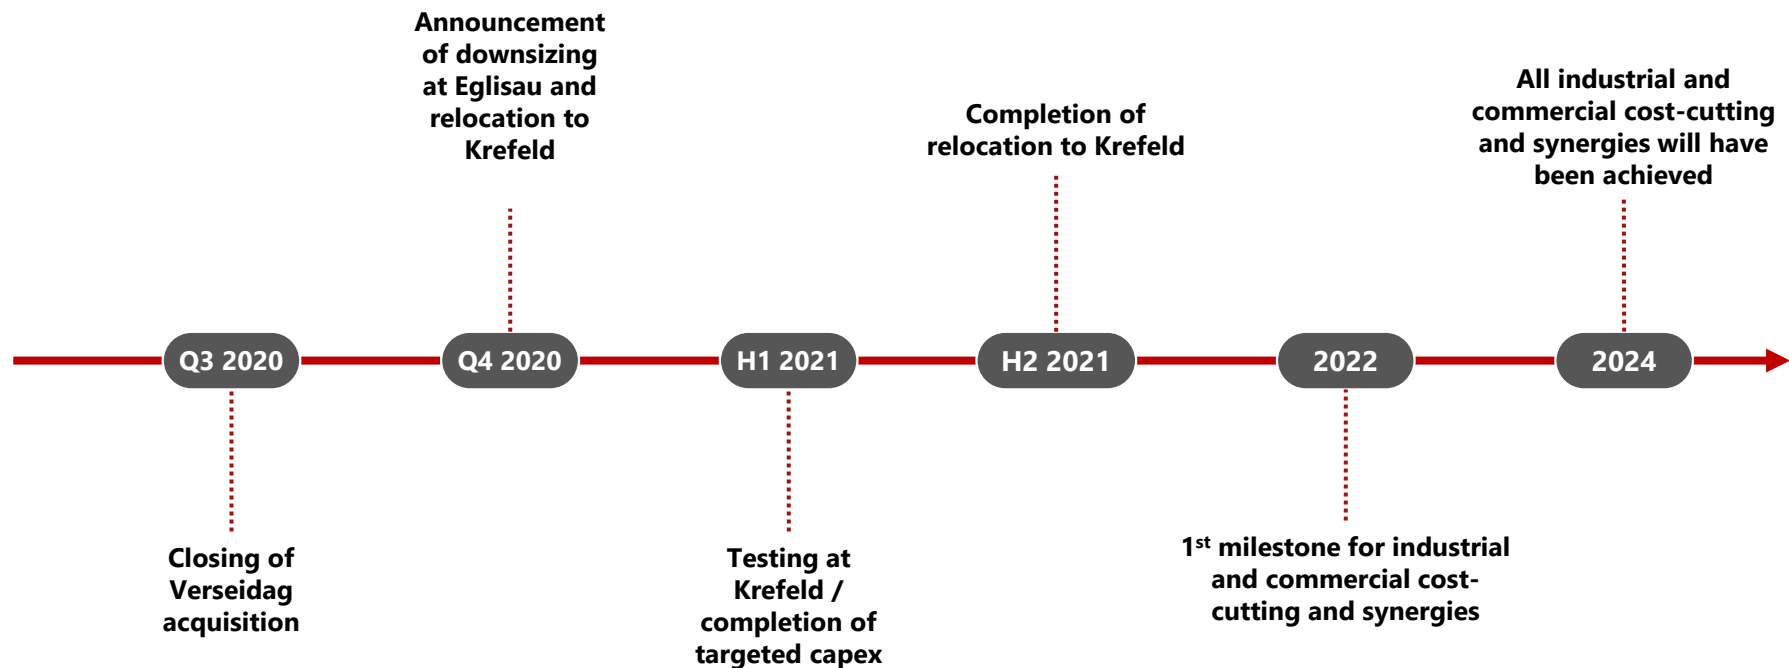 Announcement
of downsizing
at Eglisau and
relocation to
Krefeld
Completion of
relocation to Krefeld
All industrial and
commercial cost-cutting
and synergies will have
been achieved
Q3 2020
Q4 2020
H1 2021
H2 2021
2022
2024
Closing of
Verseidag
acquisition
Testing at
Krefeld /
completion of
targeted capex
1st milestone for industrial
and commercial cost-
cutting and synergies